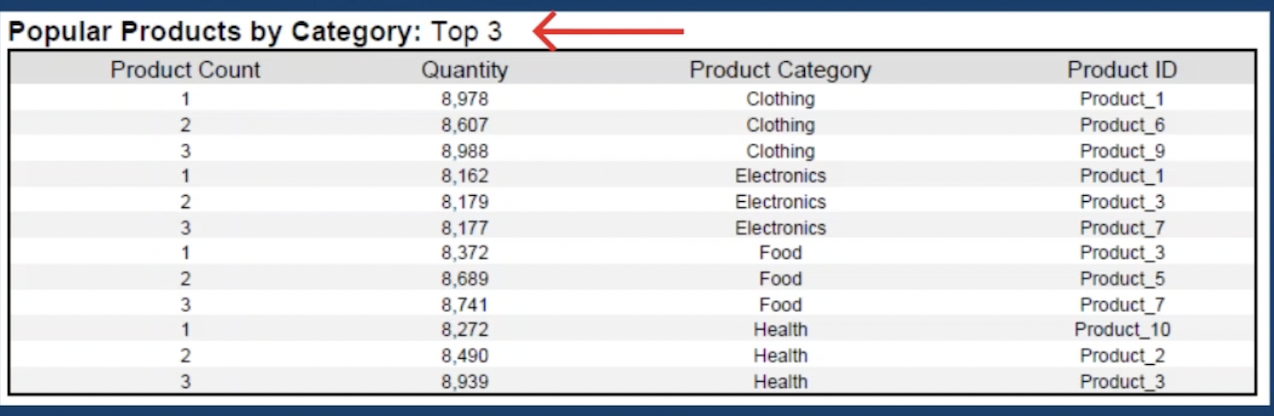 Popular Products by Category: Top 3
Product Count Quantity Product Category Product ID
1 8,978 Clothing Product_1
2 8,607 Clothing Product_6
3 8,988 Clothing Product_9
1 8,162 Electronics Product_1
2 8,179 Electronics Product_3
3 8,177 Electronics Product_7
1 8,372 Food Product_3
2 8,689 Food Product_5
3 8,741 Food Product_7
1 8,272 Health Product_10
2 8,490 Health Product_2
3 8,939 Health Product_3